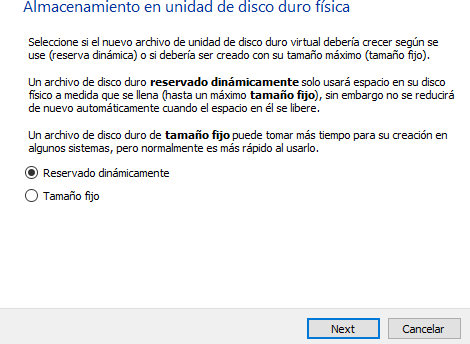 Almacenamiento en unidad de disco duro física
Seleccione si el nuevo archivo de unidad de disco duro virtual debería crecer según se
use (reserva dinámica) o si debería ser creado con su tamaño máximo (tamaño fijo).
Un archivo de disco duro reservado dinámicamente solo usará espacio en su disco
físico a medida que se llena (hasta un máximo tamaño fijo), sin embargo no se reducirá
de nuevo automáticamente cuando el espacio en él se libere.
Un archivo de disco duro de tamaño fijo puede tomar más tiempo para su creación en
algunos sistemas, pero normalmente es más rápido al usarlo.
Reservado dinámicamente
Tamaño fijo
Next
Cancelar